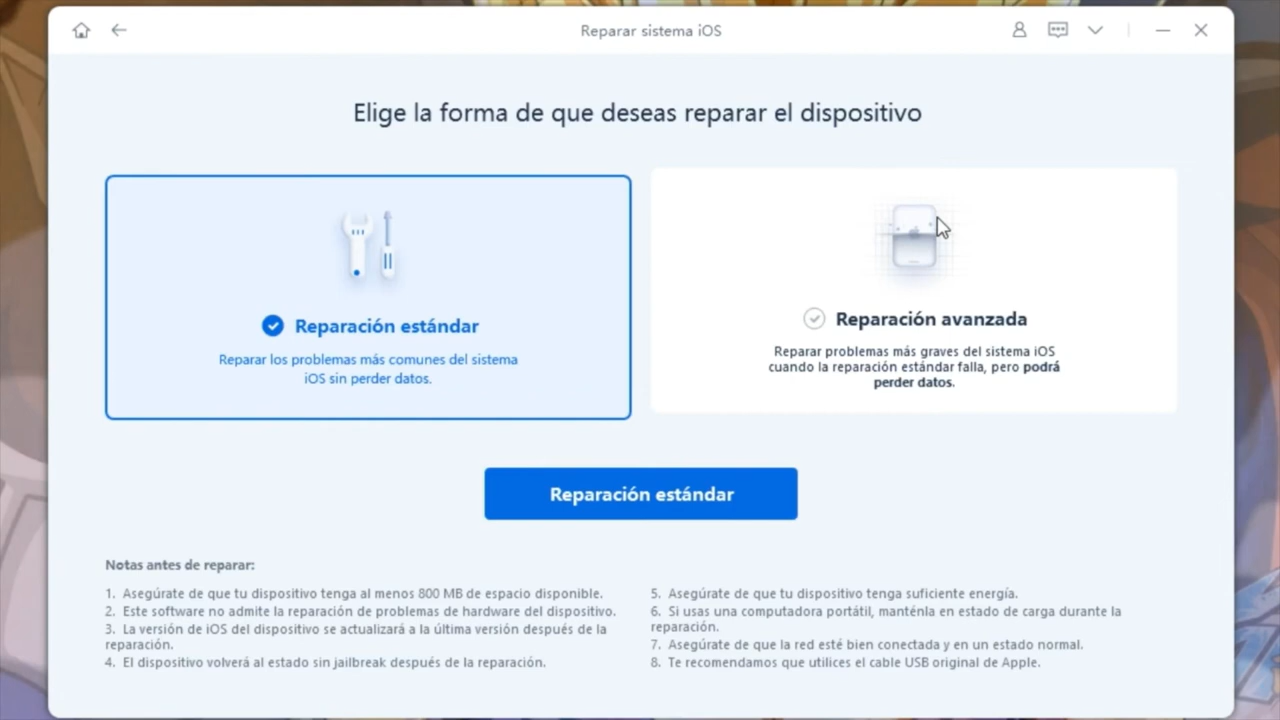 Reparar sistema iOS
Elige la forma de que deseas reparar el dispositivo
Reparación estándar
Reparar los problemas más comunes del sistema
iOS sin perder datos.
Reparación avanzada
Reparar problemas más graves del sistema iOS
cuando la reparación estándar falla, pero podrá
perder datos.
Reparación estándar
Notas antes de reparar:
1. Asegúrate de que tu dispositivo tenga al menos 800 MB de espacio disponible.
2. Este software no admite la reparación de problemas de hardware del dispositivo.
3. La versión de iOS del dispositivo se actualizará a la última versión después de la
reparación.
4. El dispositivo volverá al estado sin jailbreak después de la reparación.
5. Asegúrate de que tu dispositivo tenga suficiente energía.
6. Si usas una computadora portátil, manténla en estado de carga durante la
reparación.
7. Asegúrate de que la red esté bien conectada y en un estado normal.
8. Te recomendamos que utilices el cable USB original de Apple.